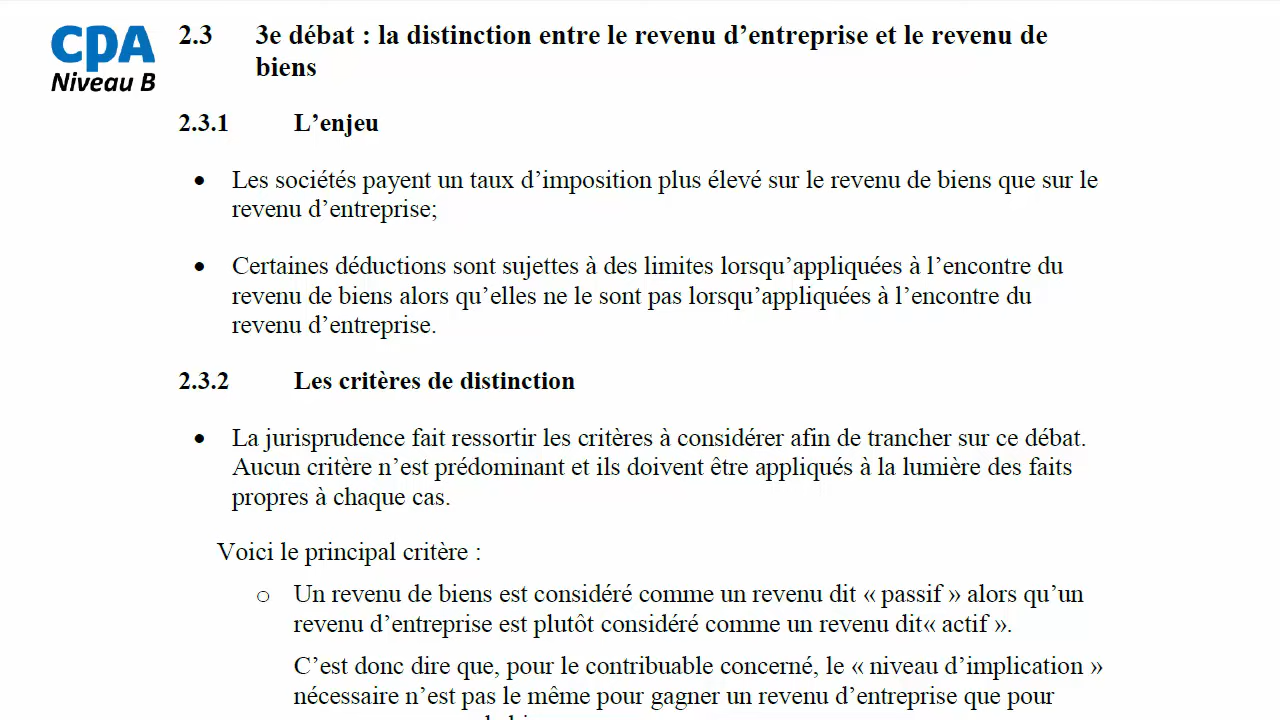 CPA
Niveau B
2.3 3e débat : la distinction entre le revenu d’entreprise et le revenu de
biens
2.3.1 L’enjeu
• Les sociétés payent un taux d’imposition plus élevé sur le revenu de biens que sur le
revenu d’entreprise;
• Certaines déductions sont sujettes à des limites lorsqu’appliquées à l’encontre du
revenu de biens alors qu’elles ne le sont pas lorsqu’appliquées à l’encontre du
revenu d’entreprise.
2.3.2 Les critères de distinction
• La jurisprudence fait ressortir les critères à considérer afin de trancher sur ce débat.
Aucun critère n’est prédominant et ils doivent être appliqués à la lumière des faits
propres à chaque cas.
Voici le principal critère :
o Un revenu de biens est considéré comme un revenu dit « passif » alors qu’un
revenu d’entreprise est plutôt considéré comme un revenu dit« actif ».
C’est donc dire que, pour le contribuable concerné, le « niveau d’implication »
nécessaire n’est pas le même pour gagner un revenu d’entreprise que pour